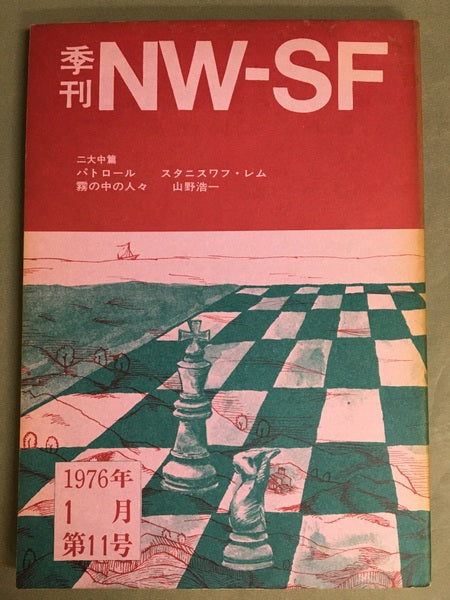 季刊 NW-SF
二大中篇
パトロール スタニスワフ・レム
霧の中の人々 山野浩一
1976年
1月
第11号